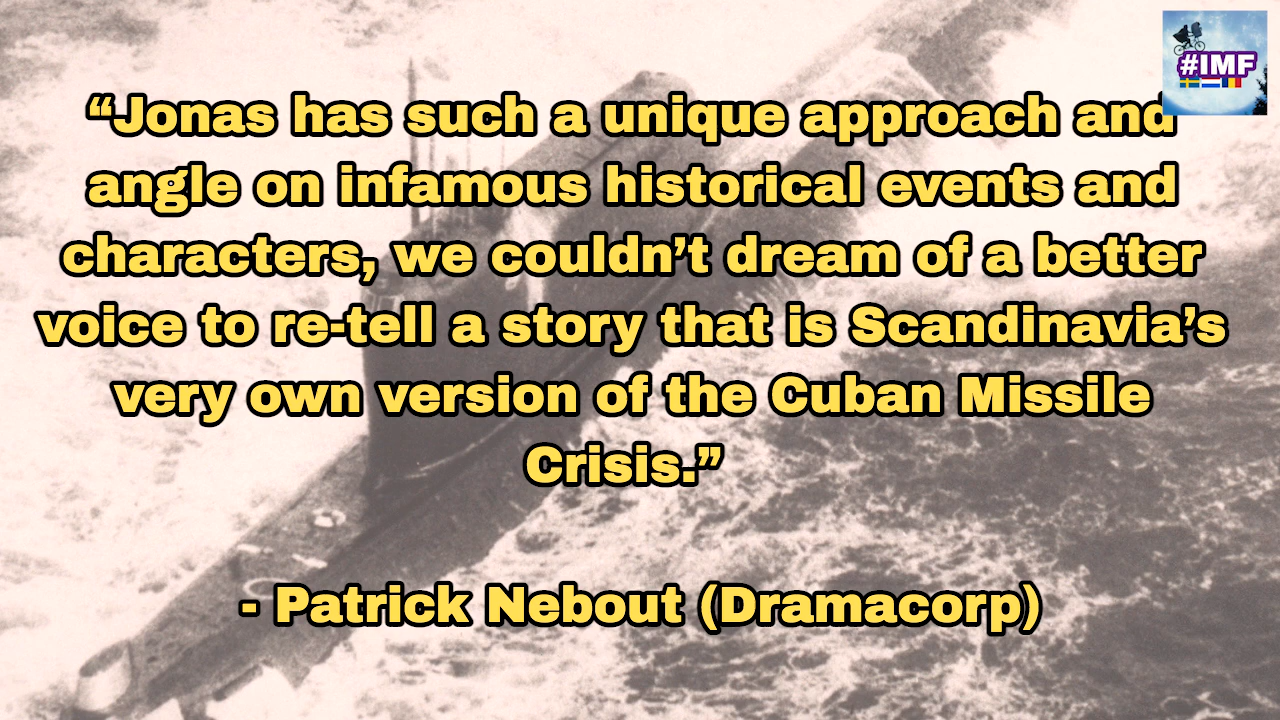 #IMF
“Jonas has such a unique approach and
angle on infamous historical events and
characters, we couldn’t dream of a better
voice to re-tell a story that is Scandinavia’s
very own version of the Cuban Missile
Crisis.”
- Patrick Nebout (Dramacorp)